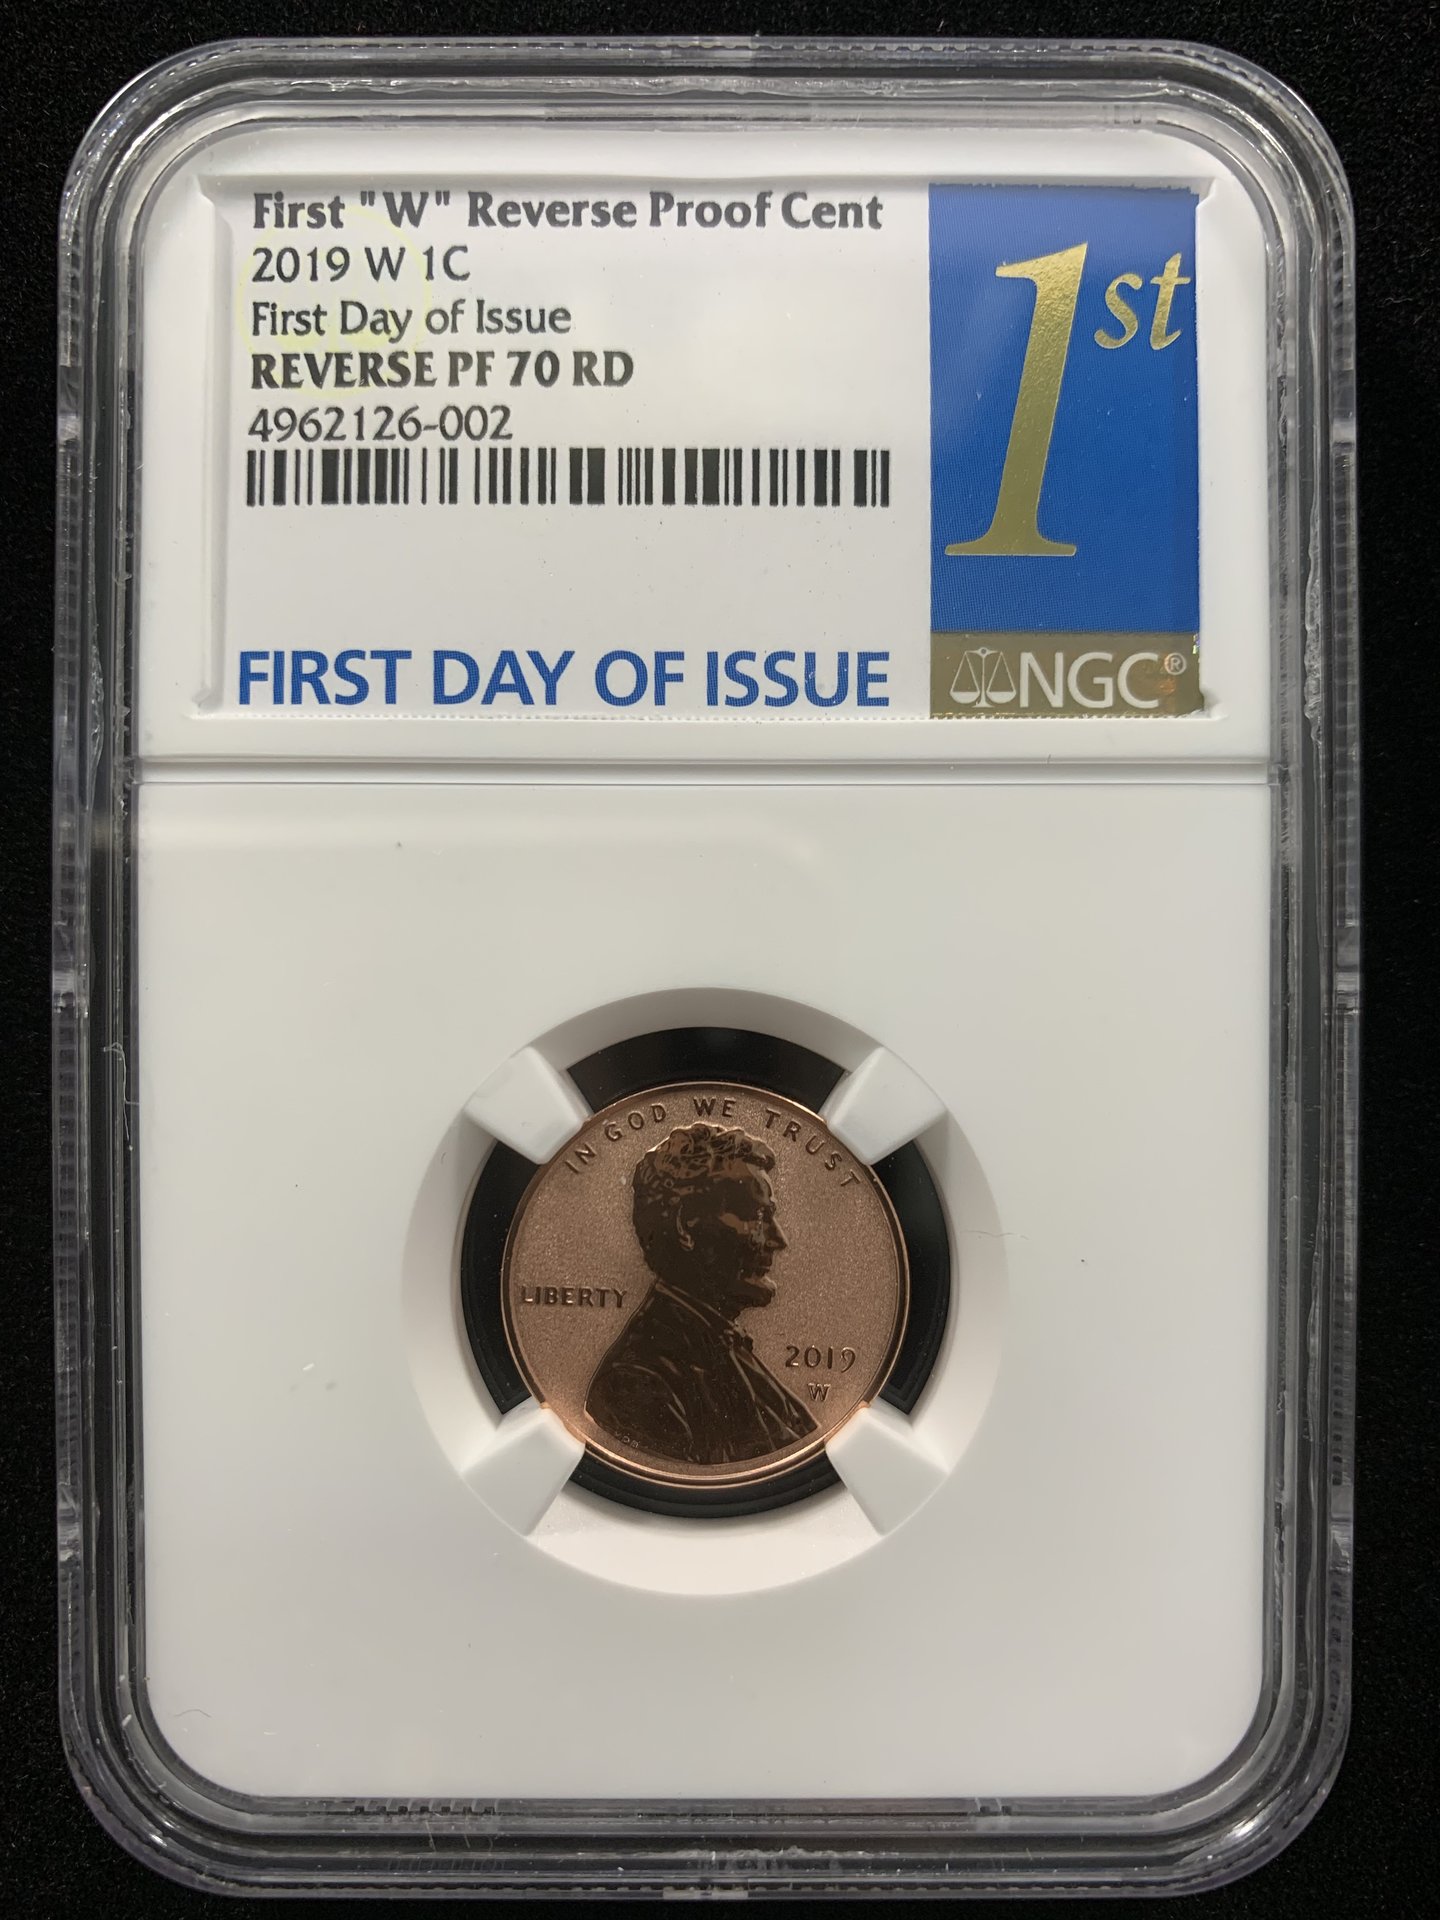 First "W" Reverse Proof Cent
2019 W 1C
First Day of Issue
REVERSE PF 70 RD
4962126-002
1st
FIRST DAY OF ISSUE
NGC®
IN GOD WE TRUST
LIBERTY
2019
W
VDB